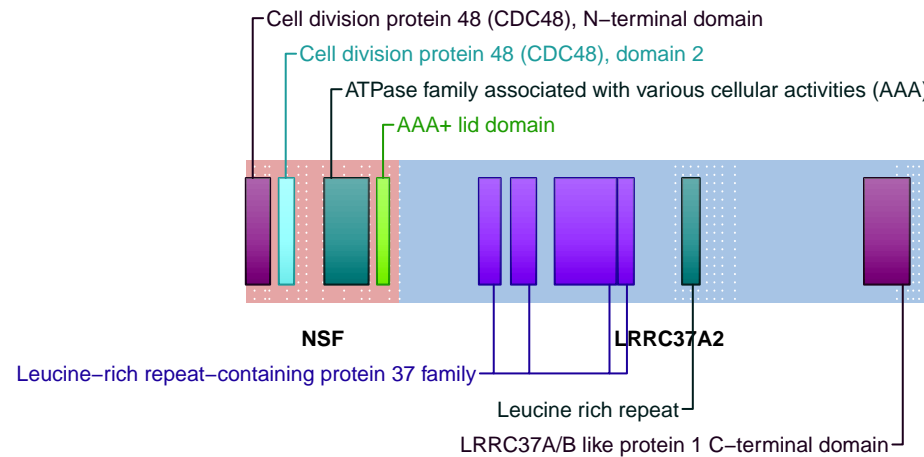 Cell division protein 48 (CDC48), N−terminal domain
Cell division protein 48 (CDC48), domain 2
ATPase family associated with various cellular activities (AAA)
AAA+ lid domain
NSF
LRRC37A2
Leucine−rich repeat−containing protein 37 family
Leucine rich repeat
LRRC37A/B like protein 1 C−terminal domain